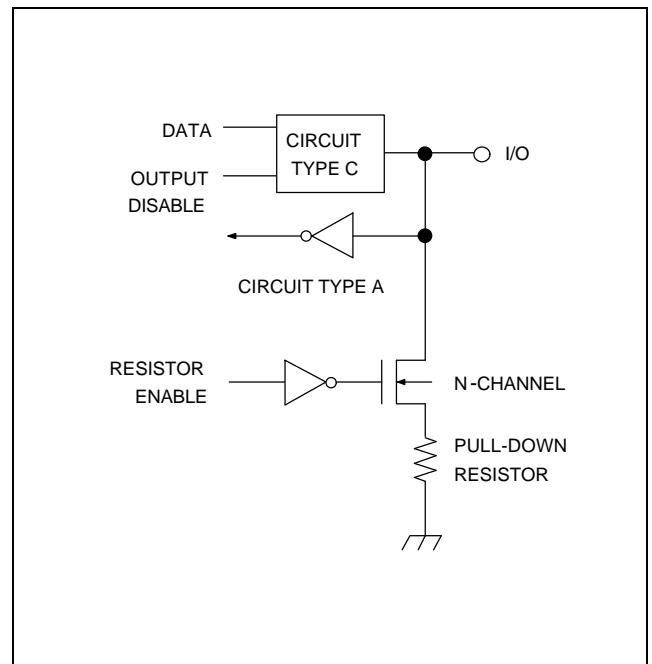 DATA
CIRCUIT
TYPE C
I/O
OUTPUT
DISABLE
CIRCUIT TYPE A
RESISTOR
ENABLE
N-CHANNEL
PULL-DOWN
RESISTOR